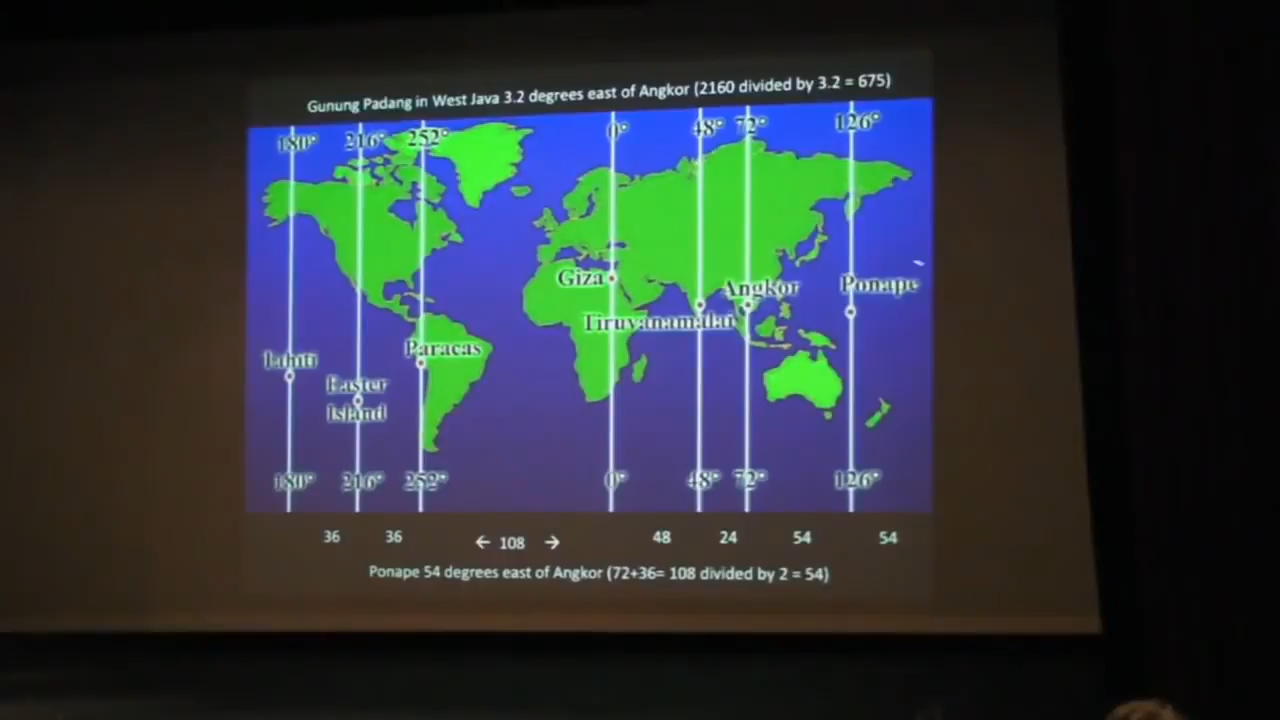 Gunung Padang in West Java 3.2 degrees east of Angkor (2160 divided by 3.2 = 675)
180° 216° 252° 0° 48° 72° 126°
Giza
Angkor
Ponape
Tiruvanamalai
Paracas
Tahiti
Easter
Island
180° 216° 252° 0° 48° 72° 126°
36 36 ← 108 → 48 24 54 54
Ponape 54 degrees east of Angkor (72+36= 108 divided by 2 = 54)